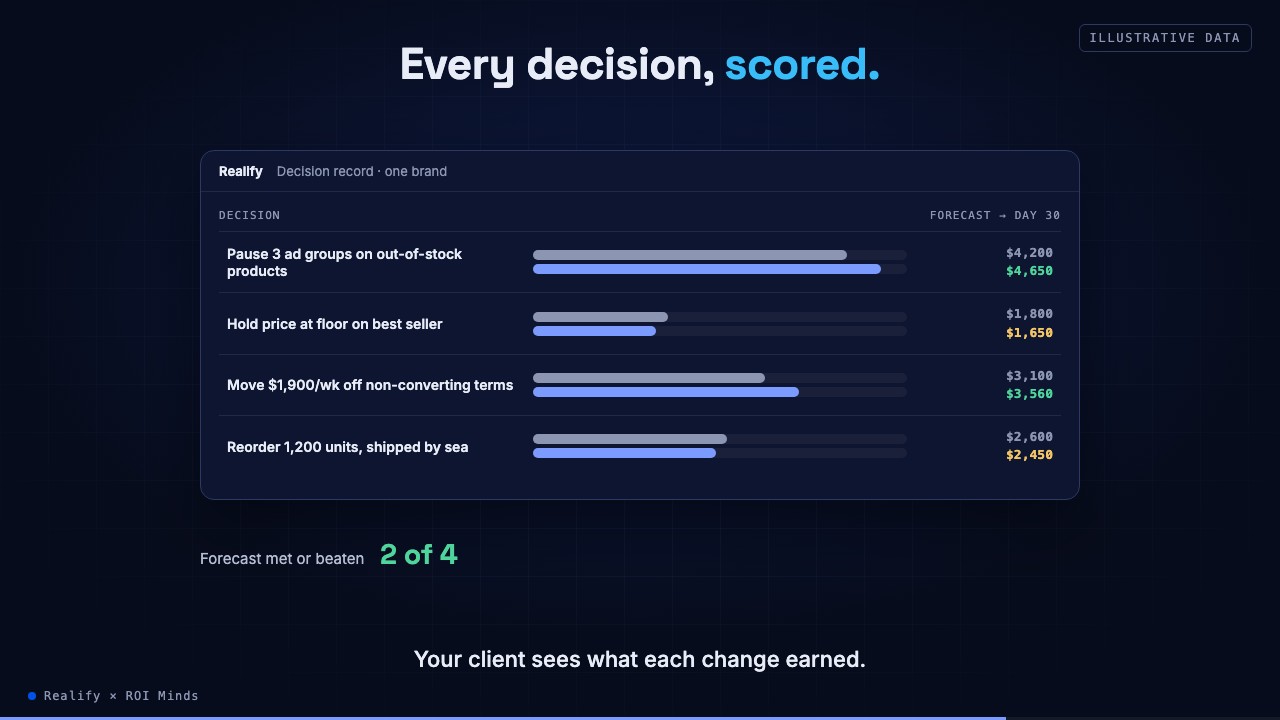 ILLUSTRATIVE DATA
Every decision, scored.
Realify Decision record · one brand
DECISION FORECAST → DAY 30
Pause 3 ad groups on out-of-stock
products
$4,200
$4,650
Hold price at floor on best seller
$1,800
$1,650
Move $1,900/wk off non-converting terms
$3,100
$3,560
Reorder 1,200 units, shipped by sea
$2,600
$2,450
Forecast met or beaten 2 of 4
Your client sees what each change earned.
Realify × ROI Minds